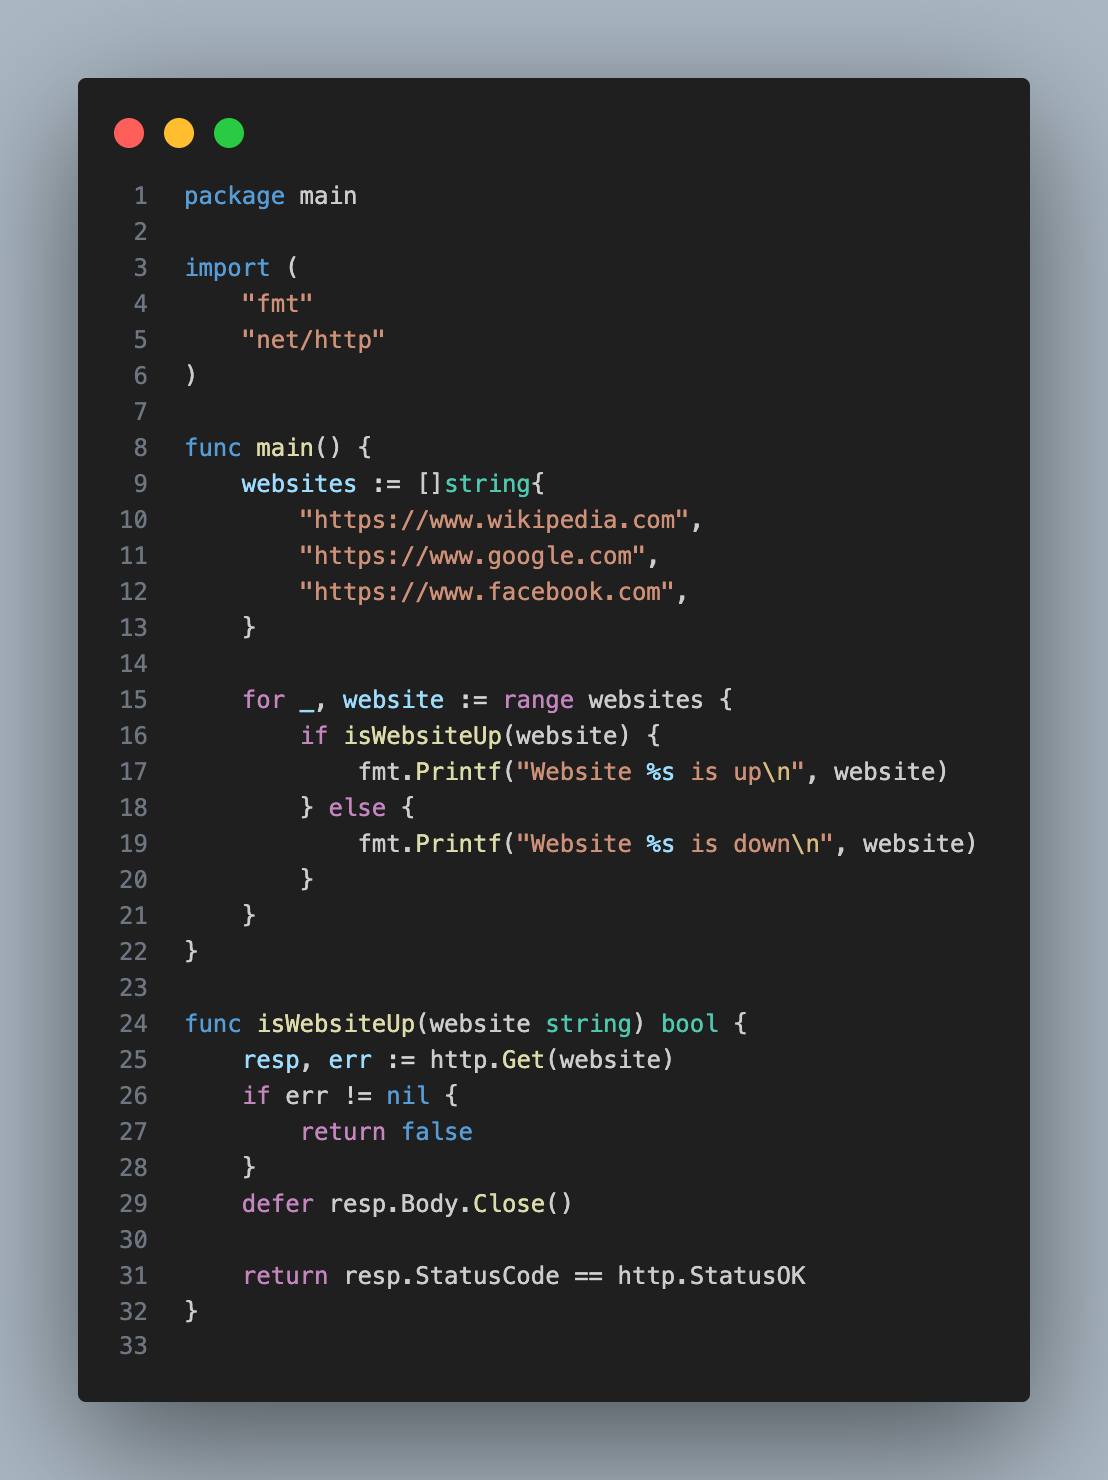 1 package main
2
3 import (
4     "fmt"
5     "net/http"
6 )
7
8 func main() {
9     websites := []string{
10         "https://www.wikipedia.com",
11         "https://www.google.com",
12         "https://www.facebook.com",
13     }
14
15     for _, website := range websites {
16         if isWebsiteUp(website) {
17             fmt.Printf("Website %s is up\n", website)
18         } else {
19             fmt.Printf("Website %s is down\n", website)
20         }
21     }
22 }
23
24 func isWebsiteUp(website string) bool {
25     resp, err := http.Get(website)
26     if err != nil {
27         return false
28     }
29     defer resp.Body.Close()
30
31     return resp.StatusCode == http.StatusOK
32 }
33